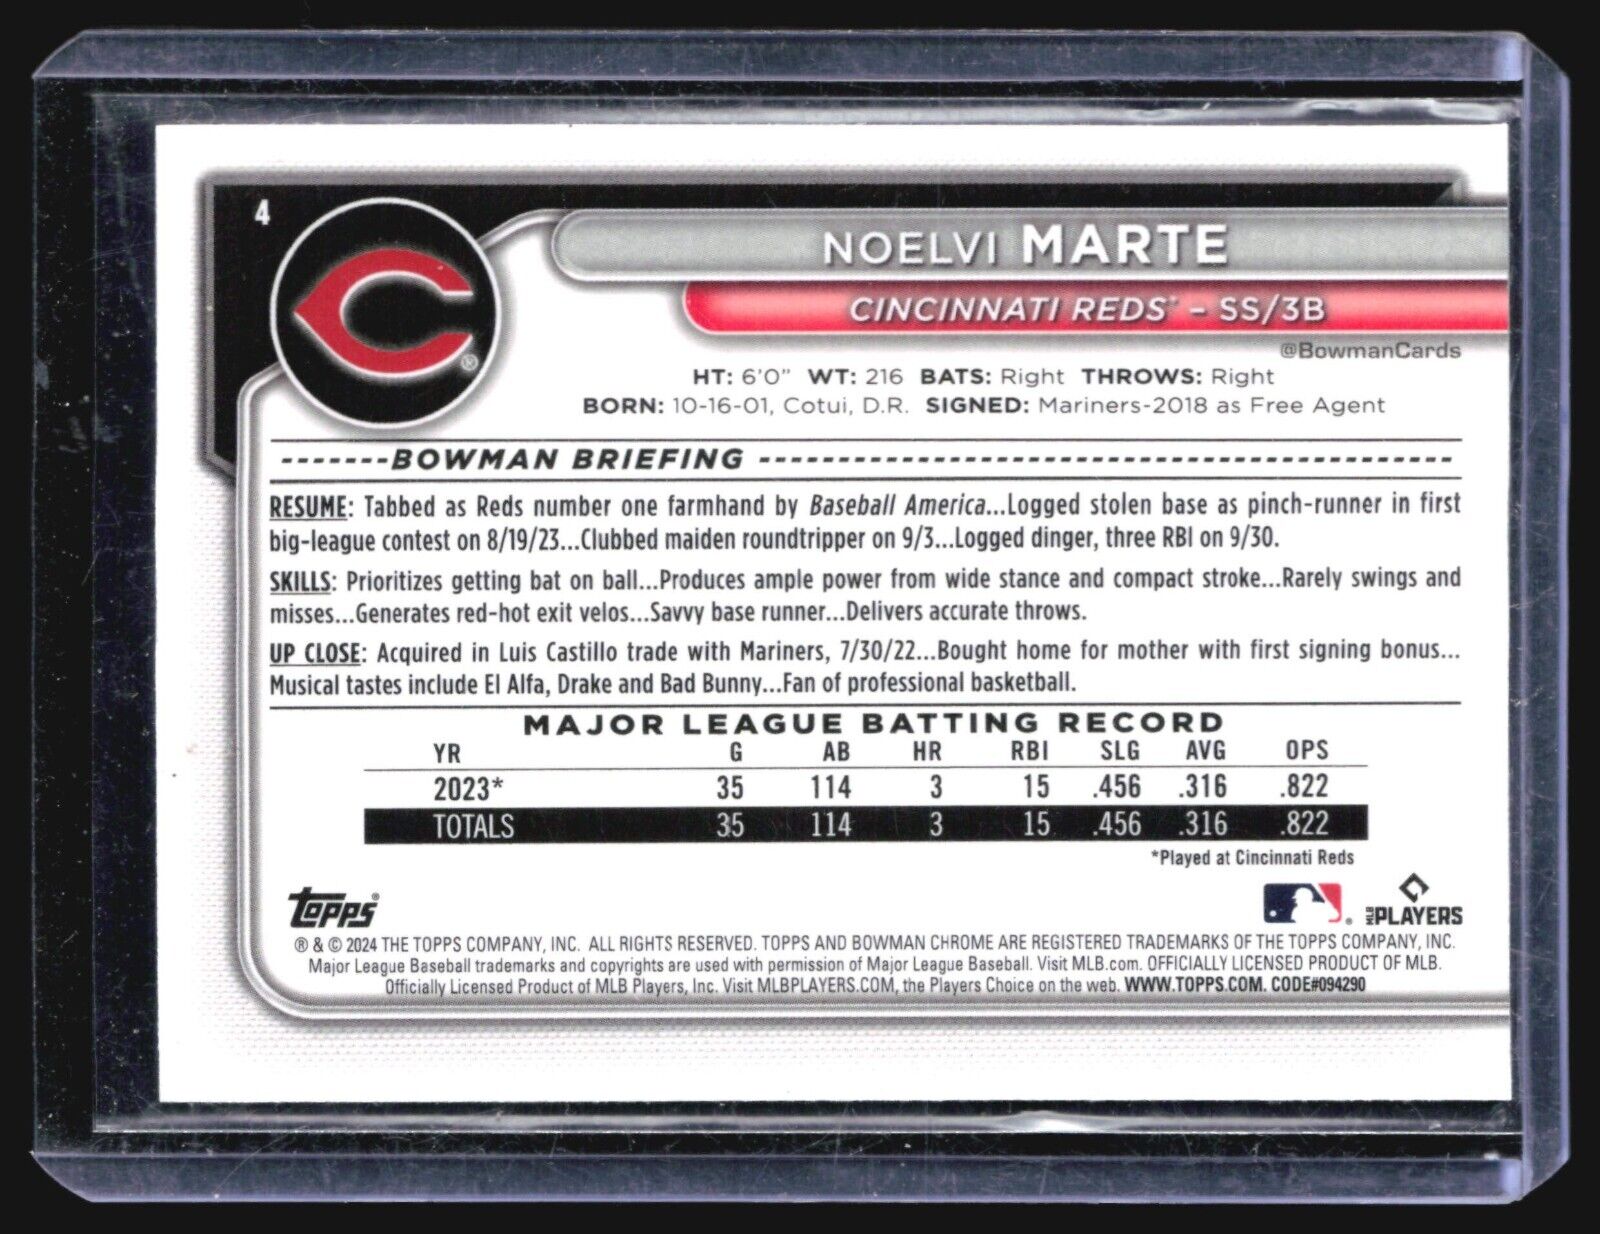 4
NOELVI MARTE
CINCINNATI REDS® – SS/3B
@BowmanCards
HT: 6'0" WT: 216 BATS: Right THROWS: Right
BORN: 10-16-01, Cotui, D.R. SIGNED: Mariners-2018 as Free Agent
-------BOWMAN BRIEFING --------------------------------------------
RESUME: Tabbed as Reds number one farmhand by Baseball America...Logged stolen base as pinch-runner in first
big-league contest on 8/19/23...Clubbed maiden roundtripper on 9/3...Logged dinger, three RBI on 9/30.
SKILLS: Prioritizes getting bat on ball...Produces ample power from wide stance and compact stroke...Rarely swings and
misses...Generates red-hot exit velos...Savvy base runner...Delivers accurate throws.
UP CLOSE: Acquired in Luis Castillo trade with Mariners, 7/30/22...Bought home for mother with first signing bonus...
Musical tastes include El Alfa, Drake and Bad Bunny...Fan of professional basketball.
MAJOR LEAGUE BATTING RECORD
YR G AB HR RBI SLG AVG OPS
2023* 35 114 3 15 .456 .316 .822
TOTALS 35 114 3 15 .456 .316 .822
*Played at Cincinnati Reds
Topps®
MLB PLAYERS
® & © 2024 THE TOPPS COMPANY, INC. ALL RIGHTS RESERVED. TOPPS AND BOWMAN CHROME ARE REGISTERED TRADEMARKS OF THE TOPPS COMPANY, INC.
Major League Baseball trademarks and copyrights are used with permission of Major League Baseball. Visit MLB.com. OFFICIALLY LICENSED PRODUCT OF MLB.
Officially Licensed Product of MLB Players, Inc. Visit MLBPLAYERS.COM, the Players Choice on the web. WWW.TOPPS.COM. CODE#094290